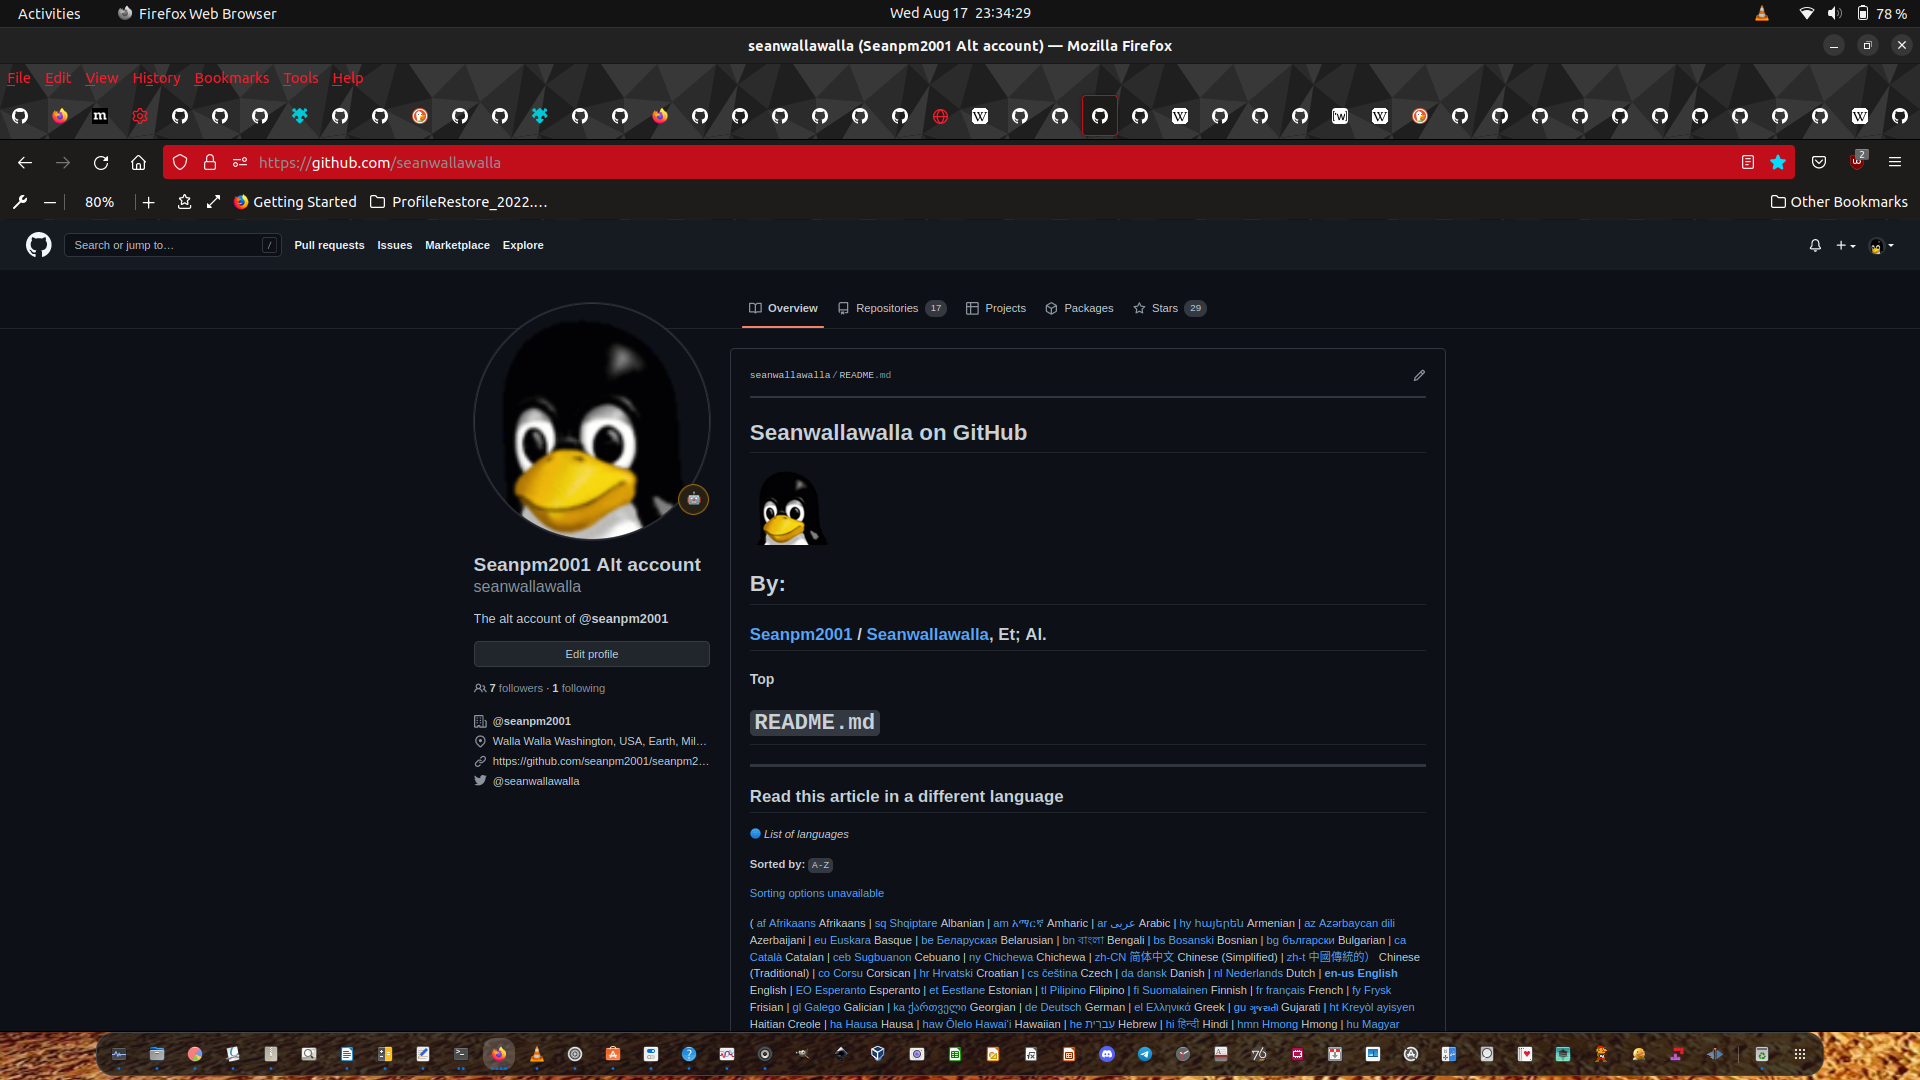 Activities
Firefox Web Browser
Wed Aug 17 23:34:29
78 %
seanwallawalla (Seanpm2001 Alt account) — Mozilla Firefox
File Edit View History Bookmarks Tools Help
https://github.com/seanwallawalla
2
80%
Getting Started
ProfileRestore_2022.…
Other Bookmarks
Search or jump to… /
Pull requests Issues Marketplace Explore
Overview
Repositories 17
Projects
Packages
Stars 29
Seanpm2001 Alt account
seanwallawalla
The alt account of @seanpm2001
Edit profile
7 followers · 1 following
@seanpm2001
Walla Walla Washington, USA, Earth, Mil…
https://github.com/seanpm2001/seanpm2…
@seanwallawalla
seanwallawalla / README.md
Seanwallawalla on GitHub
By:
Seanpm2001 / Seanwallawalla, Et; Al.
Top
README.md
Read this article in a different language
List of languages
Sorted by: A-Z
Sorting options unavailable
( af Afrikaans Afrikaans | sq Shqiptare Albanian | am አማርኛ Amharic | ar عربى Arabic | hy հայերեն Armenian | az Azərbaycan dili
Azerbaijani | eu Euskara Basque | be Беларуская Belarusian | bn বাংলা Bengali | bs Bosanski Bosnian | bg български Bulgarian | ca
Català Catalan | ceb Sugbuanon Cebuano | ny Chichewa Chichewa | zh-CN 简体中文 Chinese (Simplified) | zh-t 中國傳統的） Chinese
(Traditional) | co Corsu Corsican | hr Hrvatski Croatian | cs čeština Czech | da dansk Danish | nl Nederlands Dutch | en-us English
English | EO Esperanto Esperanto | et Eestlane Estonian | tl Pilipino Filipino | fi Suomalainen Finnish | fr français French | fy Frysk
Frisian | gl Galego Galician | ka ქართველი Georgian | de Deutsch German | el Ελληνικά Greek | gu ગુજરાતી Gujarati | ht Kreyòl ayisyen
Haitian Creole | ha Hausa Hausa | haw Ōlelo Hawaiʻi Hawaiian | he עִברִית Hebrew | hi हिन्दी Hindi | hmn Hmong Hmong | hu Magyar